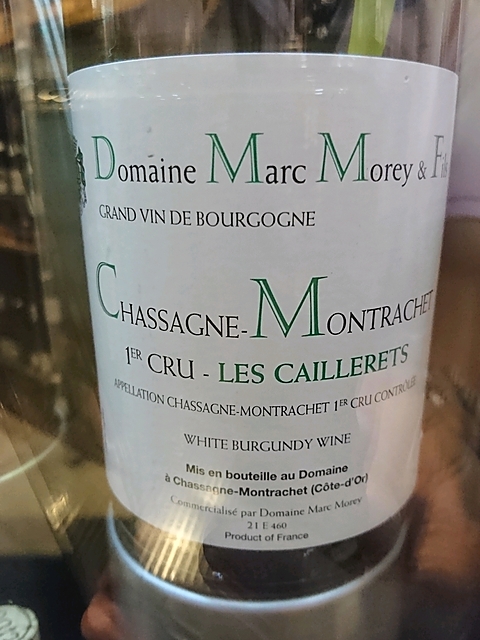 Domaine Marc Morey & Fils
GRAND VIN DE BOURGOGNE
CHASSAGNE-MONTRACHET
1ER CRU - LES CAILLERETS
APPELLATION CHASSAGNE-MONTRACHET 1ER CRU CONTRÔLÉE
WHITE BURGUNDY WINE
Mis en bouteille au Domaine
à Chassagne-Montrachet (Côte-d'Or)
Commercialisé par Domaine Marc Morey
21 E 460
Product of France